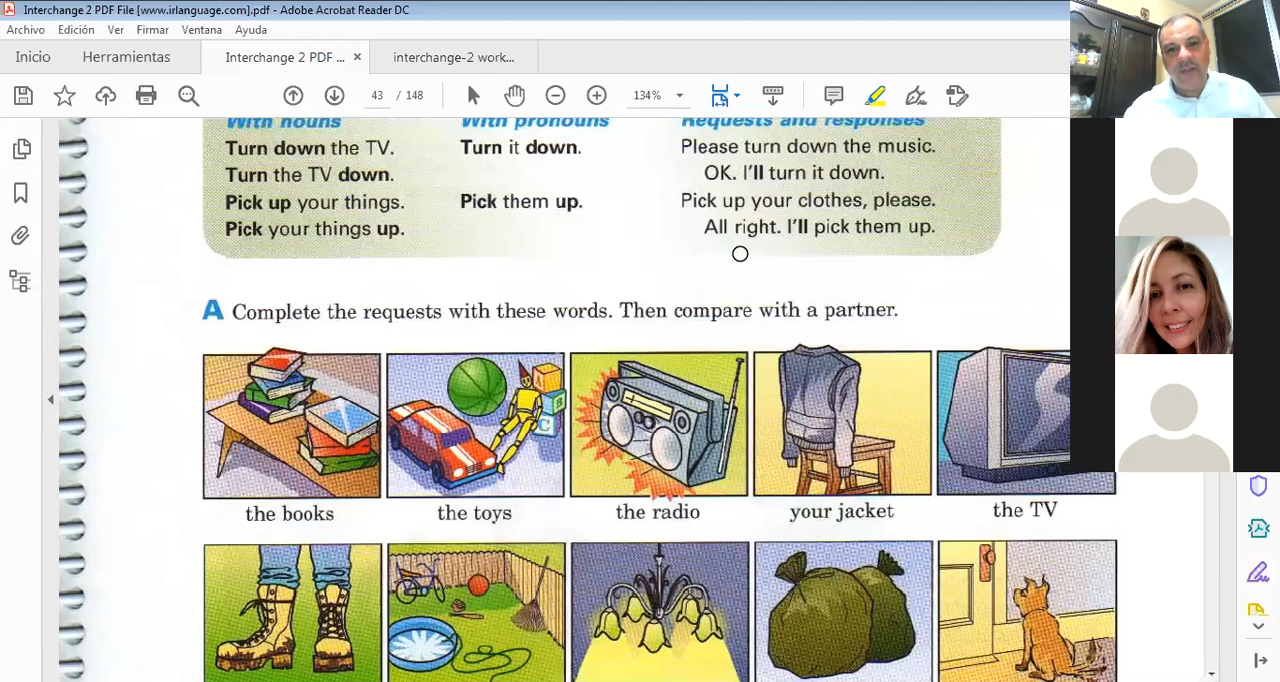 Interchange 2 PDF File [www.irlanguage.com].pdf - Adobe Acrobat Reader DC
Archivo Edición Ver Firmar Ventana Ayuda
Inicio Herramientas Interchange 2 PDF ... × interchange-2 work...
43 / 148 134%
With nouns With pronouns Requests and responses
Turn down the TV. Turn it down. Please turn down the music.
Turn the TV down. OK. I'll turn it down.
Pick up your things. Pick them up. Pick up your clothes, please.
Pick your things up. All right. I'll pick them up.
A Complete the requests with these words. Then compare with a partner.
A
B
C
the books the toys the radio your jacket the TV